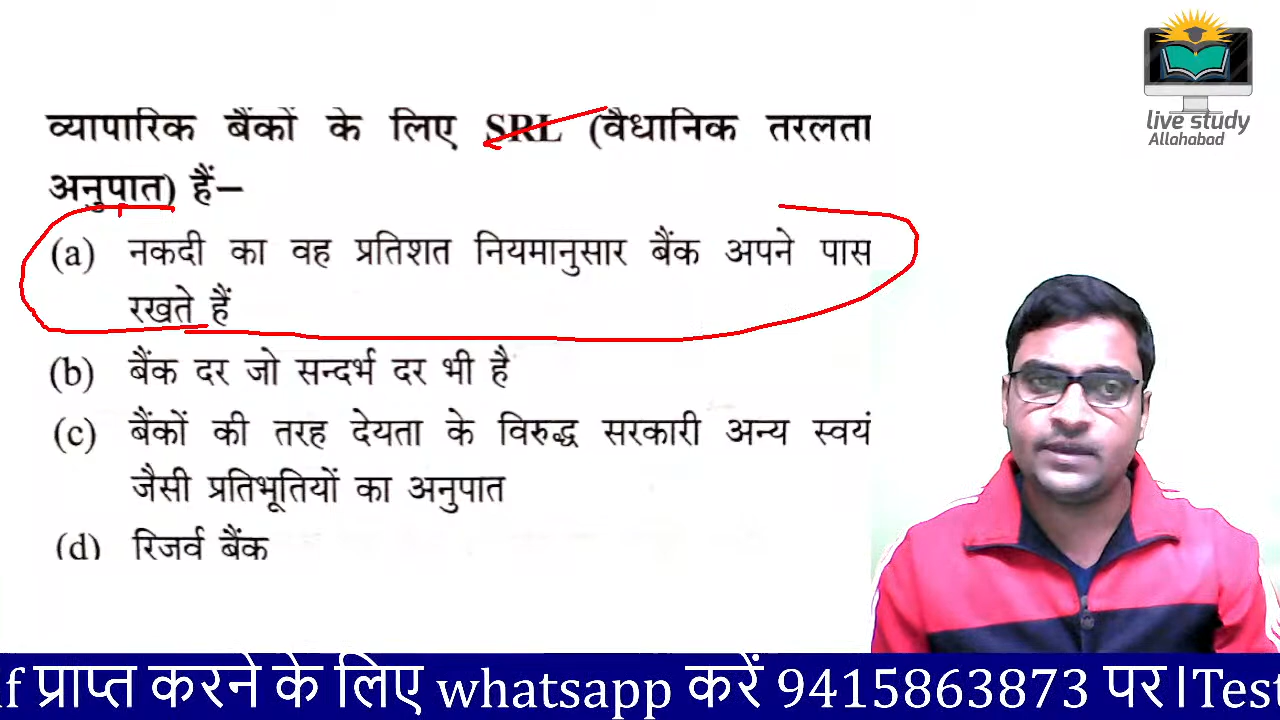 live study
Allahabad
व्यापारिक बैंकों के लिए SRL (वैधानिक तरलता
अनुपात) हैं–
(a) नकदी का वह प्रतिशत नियमानुसार बैंक अपने पास
रखते हैं
(b) बैंक दर जो सन्दर्भ दर भी है
(c) बैंकों की तरह देयता के विरुद्ध सरकारी अन्य स्वयं
जैसी प्रतिभूतियों का अनुपात
(d) रिजर्व बैंक
f प्राप्त करने के लिए whatsapp करें 9415863873 पर।Test